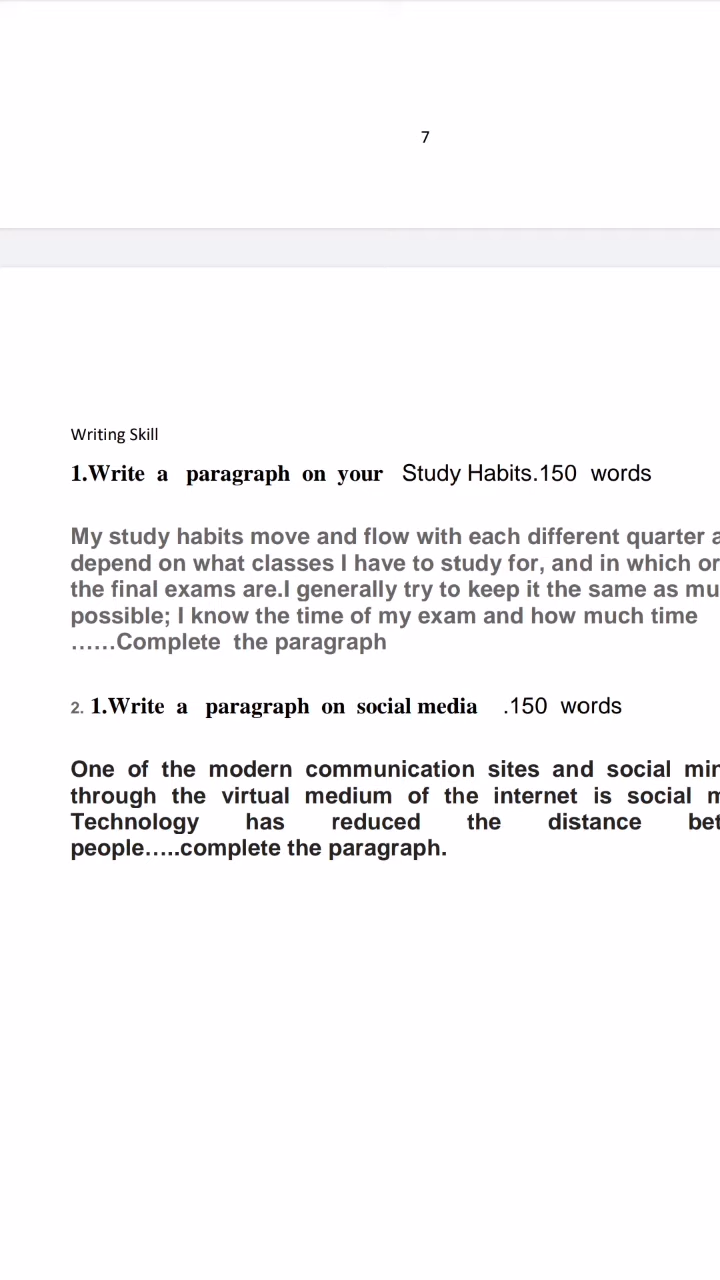 7
Writing Skill
1.Write a paragraph on your Study Habits.150 words
My study habits move and flow with each different quarter
depend on what classes I have to study for, and in which
the final exams are.I generally try to keep it the same as
possible; I know the time of my exam and how much time
......Complete the paragraph
2. 1.Write a paragraph on social media .150 words
One of the modern communication sites and social
through the virtual medium of the internet is social
Technology has reduced the distance
people.....complete the paragraph.